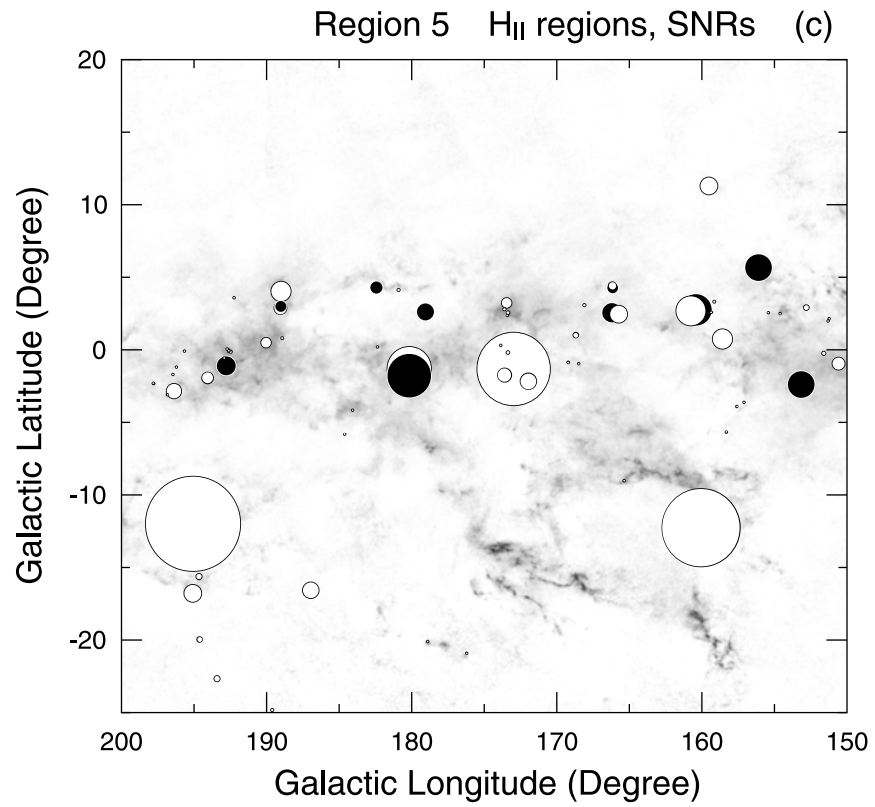 Region 5 HII regions, SNRs (c)
20
10
0
-10
-20
Galactic Latitude (Degree)
200 190 180 170 160 150
Galactic Longitude (Degree)